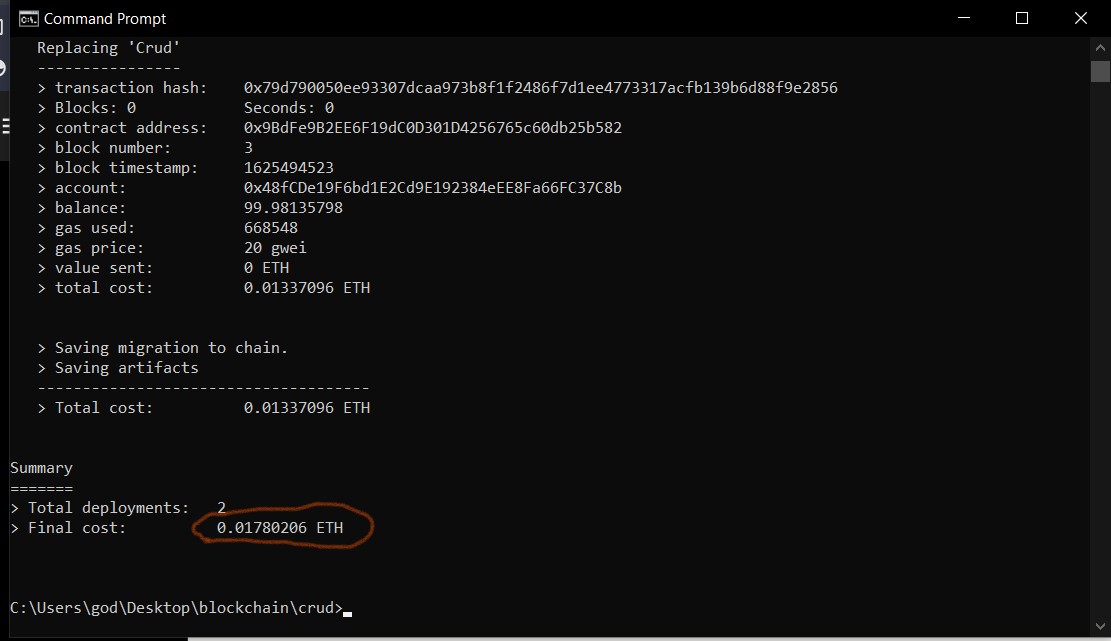 Command Prompt
Replacing 'Crud'
----------------
> transaction hash:    0x79d790050ee93307dcaa973b8f1f2486f7d1ee4773317acfb139b6d88f9e2856
> Blocks: 0            Seconds: 0
> contract address:    0x9BdFe9B2EE6F19dC0D301D4256765c60db25b582
> block number:        3
> block timestamp:     1625494523
> account:             0x48fCDe19F6bd1E2Cd9E192384eEE8Fa66FC37C8b
> balance:             99.98135798
> gas used:            668548
> gas price:           20 gwei
> value sent:          0 ETH
> total cost:          0.01337096 ETH
> Saving migration to chain.
> Saving artifacts
-------------------------------------
> Total cost:          0.01337096 ETH
Summary
=======
> Total deployments:   2
> Final cost:          0.01780206 ETH
C:\Users\god\Desktop\blockchain\crud>